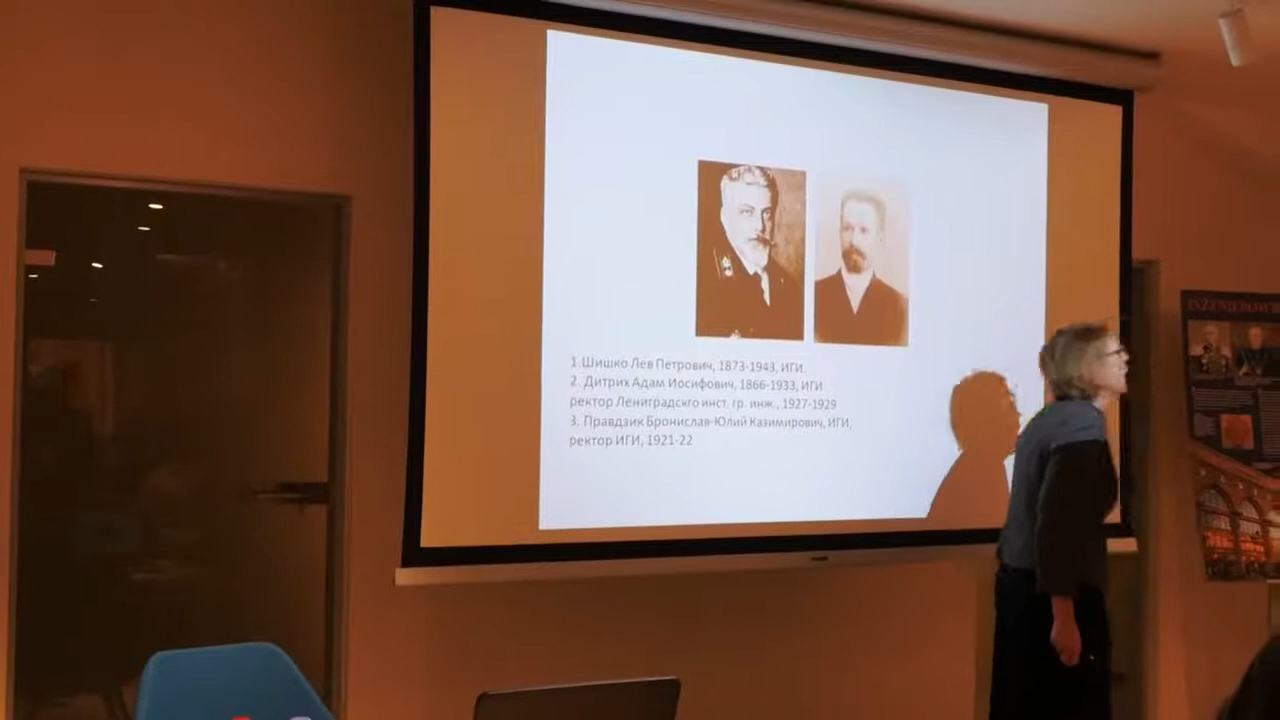 1.Шишко Лев Петрович, 1873-1943, ИГИ.
2. Дитрих Адам Иосифович, 1866-1933, ИГИ
ректор Ленинградскго инст. гр. инж., 1927-1929
3. Правдзик Бронислав-Юлий Казимирович, ИГИ,
ректор ИГИ, 1921-22